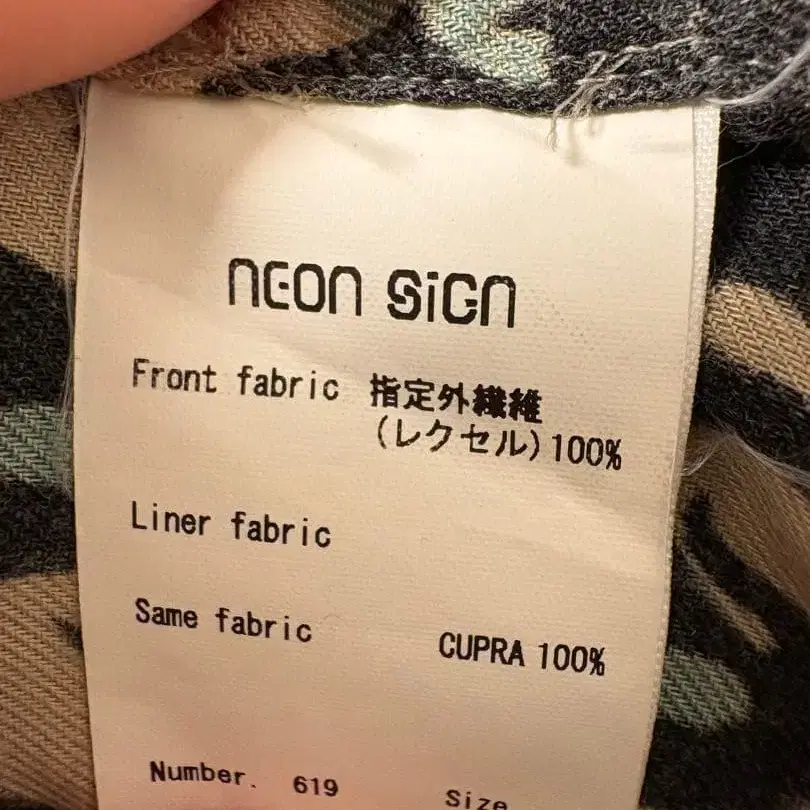 NEON SIGN
Front fabric 指定外繊維
(レクセル)100%
Liner fabric
Same fabric CUPRA 100%
Number. 619 Size